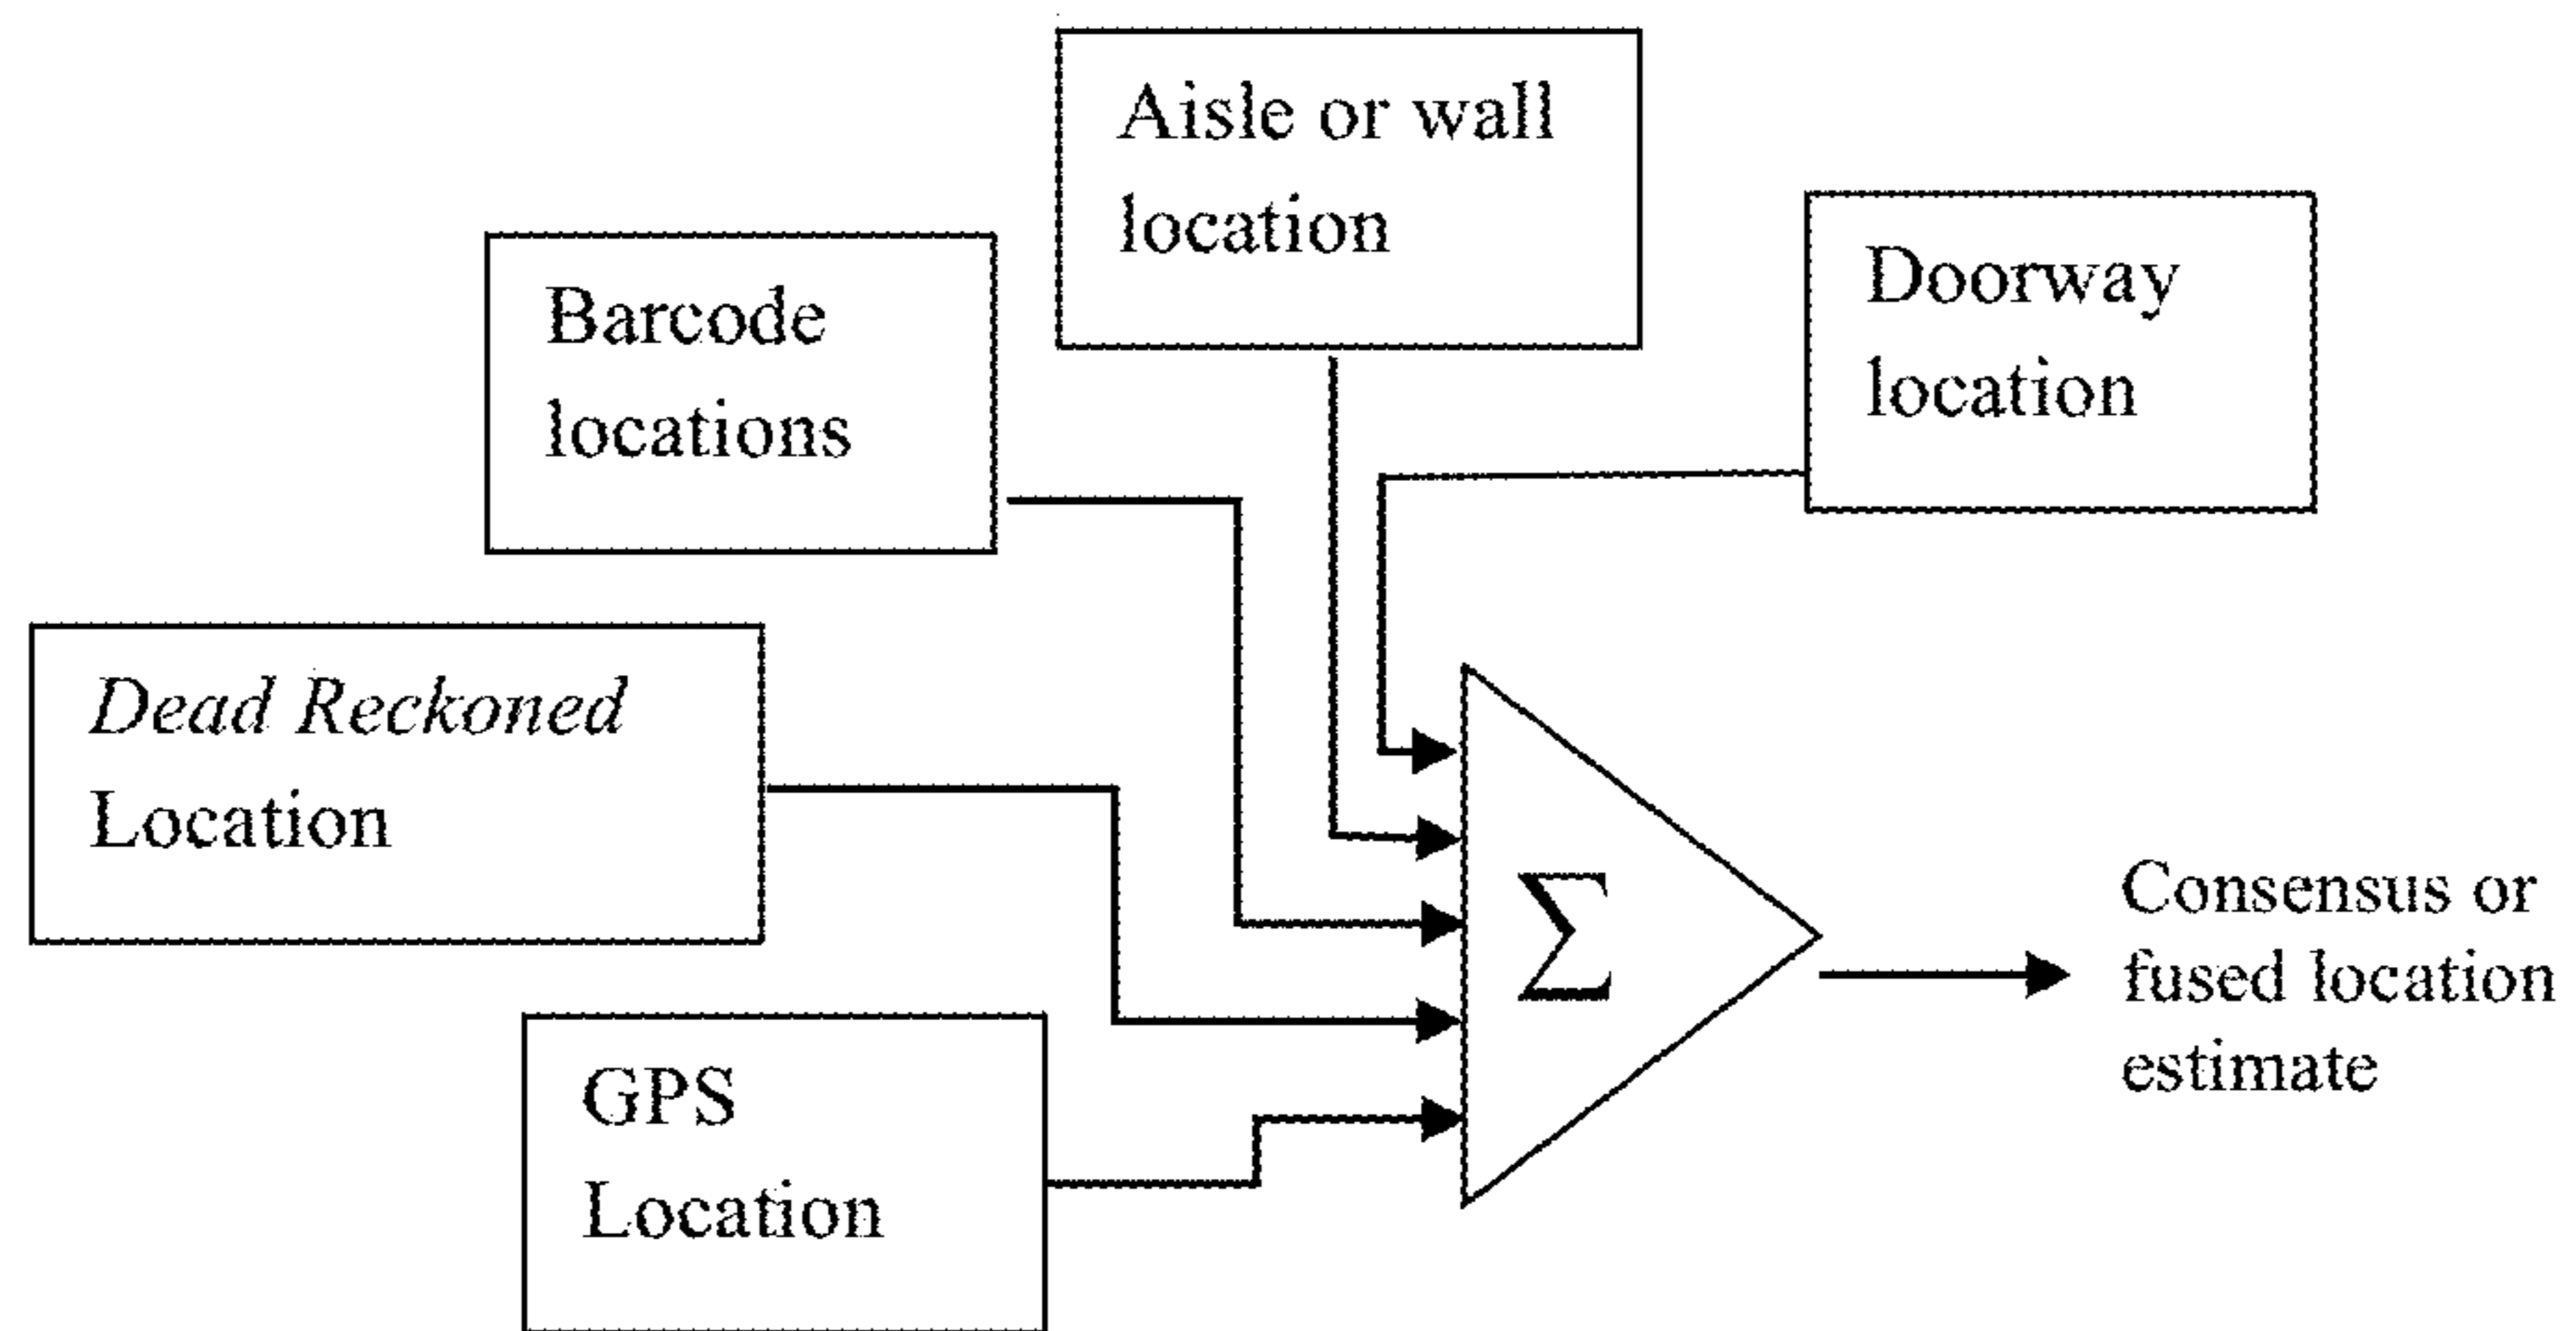 Aisle or wall
location
Doorway
location
Barcode
locations
Dead Reckoned
Location
Σ
Consensus or
fused location
estimate
GPS
Location